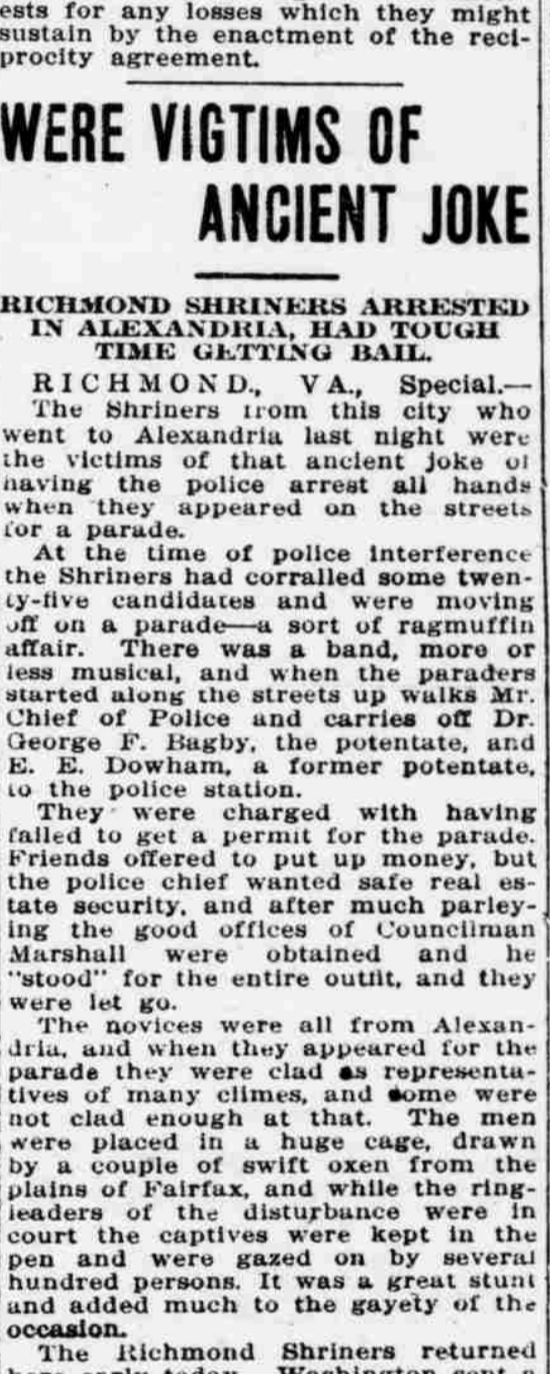 ests for any losses which they might
sustain by the enactment of the reci-
procity agreement.
WERE VIGTIMS OF
ANCIENT JOKE
RICHMOND SHRINERS ARRESTED
IN ALEXANDRIA, HAD TOUGH
TIME GETTING BAIL.
RICHMOND., VA., Special.—
The Shriners from this city who
went to Alexandria last night were
the victims of that ancient joke of
having the police arrest all hands
when they appeared on the streets
for a parade.
At the time of police interference
the Shriners had corralled some twen-
ty-five candidates and were moving
off on a parade—a sort of ragmuffin
affair. There was a band, more or
less musical, and when the paraders
started along the streets up walks Mr.
Chief of Police and carries off Dr.
George F. Bagby, the potentate, and
E. E. Dowham, a former potentate,
to the police station.
They were charged with having
failed to get a permit for the parade.
Friends offered to put up money, but
the police chief wanted safe real es-
tate security, and after much parley-
ing the good offices of Councilman
Marshall were obtained and he
"stood" for the entire outfit, and they
were let go.
The novices were all from Alexan-
dria, and when they appeared for the
parade they were clad as representa-
tives of many climes, and some were
not clad enough at that. The men
were placed in a huge cage, drawn
by a couple of swift oxen from the
plains of Fairfax, and while the ring-
leaders of the disturbance were in
court the captives were kept in the
pen and were gazed on by several
hundred persons. It was a great stunt
and added much to the gayety of the
occasion.
The Richmond Shriners returned